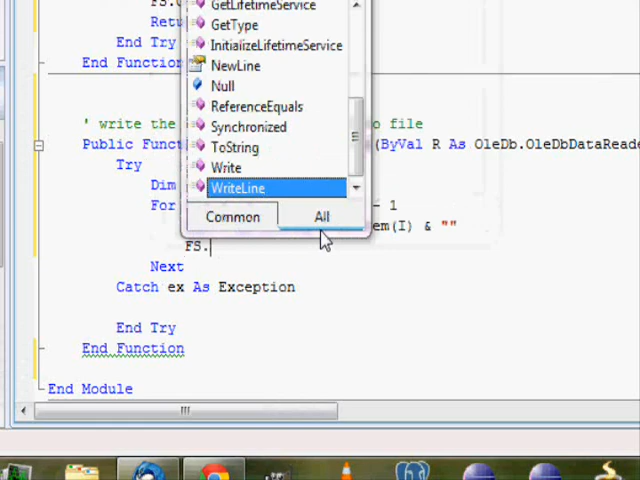 GetLifetimeService
Retu
GetType
End Try
InitializeLifetimeService
End Function
NewLine
Null
ReferenceEquals
' write the
Synchronized
o file
Public Funct
ToString
(ByVal R As OleDb.OleDbDataReade
Try
Write
Dim
WriteLine
For
- 1
Common
All
em(I) & ""
FS.
Next
Catch ex As Exception
End Try
End Function
End Module